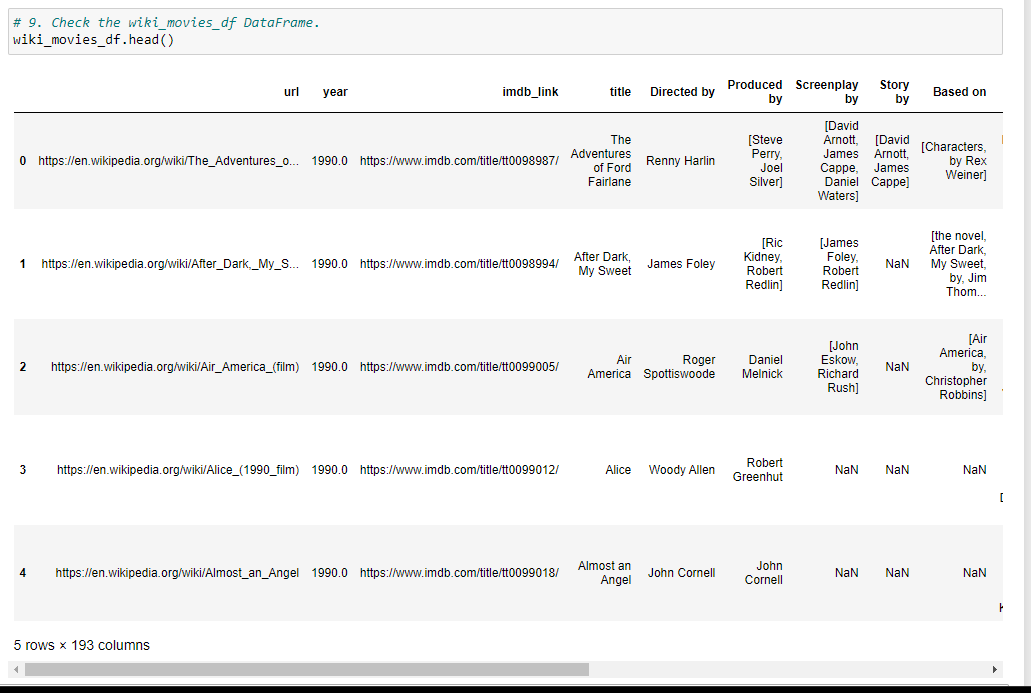 # 9. Check the wiki_movies_df DataFrame.
wiki_movies_df.head()
url year imdb_link title Directed by Produced by Screenplay by Story by Based on
0 https://en.wikipedia.org/wiki/The_Adventures_o... 1990.0 https://www.imdb.com/title/tt0098987/ The Adventures of Ford Fairlane Renny Harlin [Steve Perry, Joel Silver] [David Arnott, James Cappe, Daniel Waters] [David Arnott, James Cappe] [Characters, by Rex Weiner]
1 https://en.wikipedia.org/wiki/After_Dark,_My_S... 1990.0 https://www.imdb.com/title/tt0098994/ After Dark, My Sweet James Foley [Ric Kidney, Robert Redlin] [James Foley, Robert Redlin] NaN [the novel, After Dark, My Sweet, by, Jim Thom...
2 https://en.wikipedia.org/wiki/Air_America_(film) 1990.0 https://www.imdb.com/title/tt0099005/ Air America Roger Spottiswoode Daniel Melnick [John Eskow, Richard Rush] NaN [Air America, by, Christopher Robbins]
3 https://en.wikipedia.org/wiki/Alice_(1990_film) 1990.0 https://www.imdb.com/title/tt0099012/ Alice Woody Allen Robert Greenhut NaN NaN NaN
4 https://en.wikipedia.org/wiki/Almost_an_Angel 1990.0 https://www.imdb.com/title/tt0099018/ Almost an Angel John Cornell John Cornell NaN NaN NaN
5 rows × 193 columns